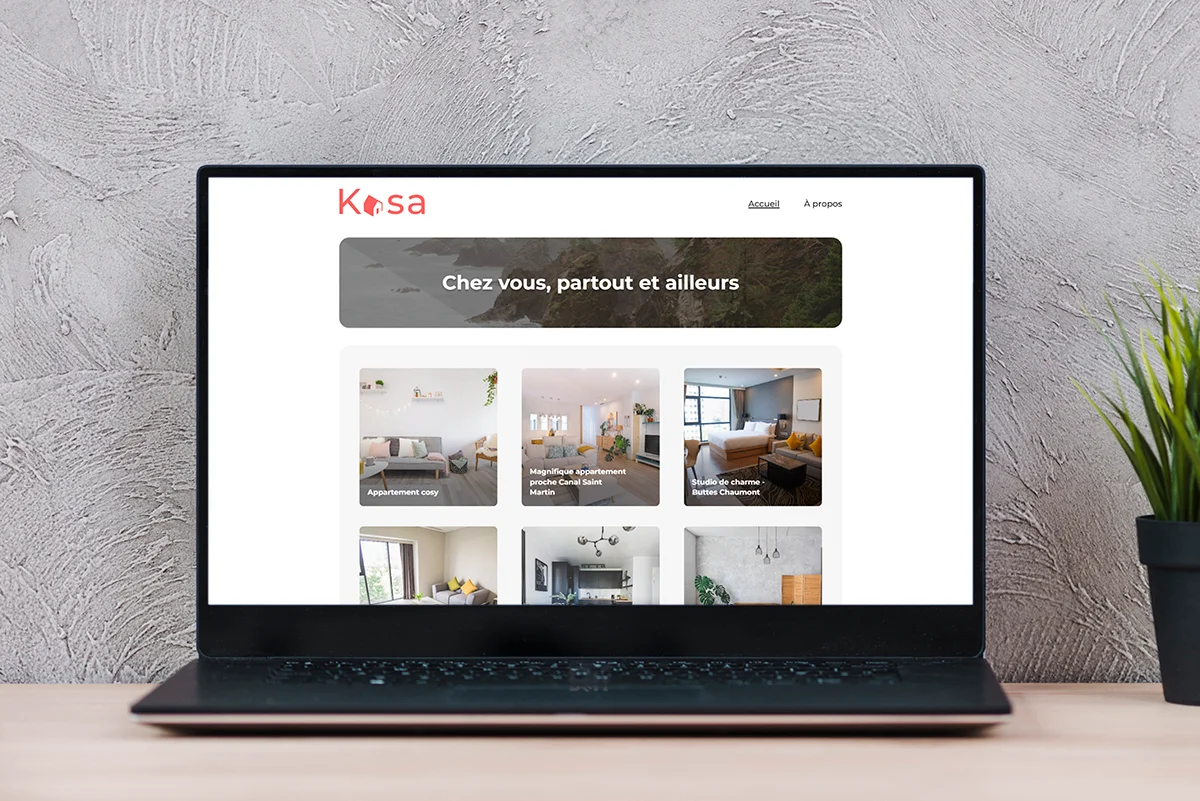 Kasa
Accueil
À propos
Chez vous, partout et ailleurs
Appartement cosy
Magnifique appartement
proche Canal Saint
Martin
Studio de charme -
Buttes Chaumont